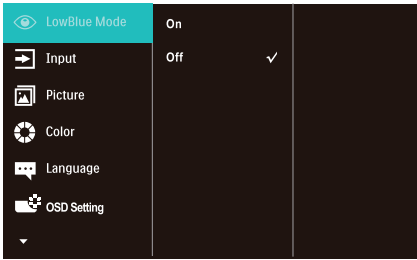 LowBlue Mode
On
Off
Input
Picture
Color
Language
OSD Setting